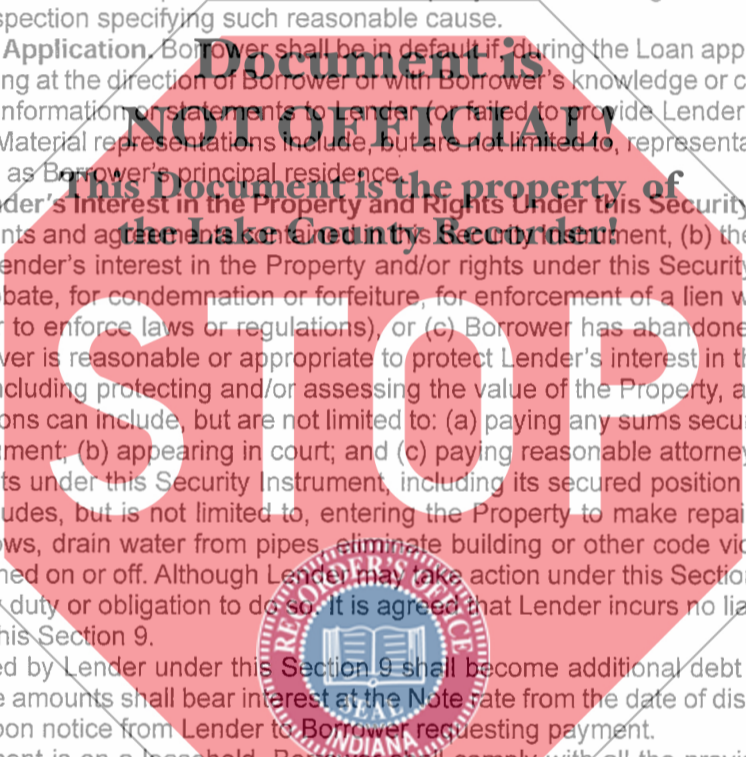 spection specifying such reasonable cause.
Application. Borrower shall be in default if, during the Loan app
ng at the direction of Borrower or with Borrower's knowledge or c
nformation or statements to Lender (or failed to provide Lender
Material representations include, but are not limited to, representa
as Borrower's principal residence.
der's Interest in the Property and Rights Under this Security
nts and agreements contained in this Security Instrument, (b) the
ender's interest in the Property and/or rights under this Security
bate, for condemnation or forfeiture, for enforcement of a lien w
r to enforce laws or regulations), or (c) Borrower has abandone
ver is reasonable or appropriate to protect Lender's interest in th
cluding protecting and/or assessing the value of the Property, a
ons can include, but are not limited to: (a) paying any sums secu
ment; (b) appearing in court; and (c) paying reasonable attorney
ts under this Security Instrument, including its secured position
udes, but is not limited to, entering the Property to make repai
ws, drain water from pipes, eliminate building or other code vio
ned on or off. Although Lender may take action under this Section
duty or obligation to do so. It is agreed that Lender incurs no lia
his Section 9.
ed by Lender under this Section 9 shall become additional debt
e amounts shall bear interest at the Note rate from the date of dis
pon notice from Lender to Borrower requesting payment.
Document is
NOT OFFICIAL!
This Document is the property of
the Lake County Recorder!
STOP
RECORDER'S OFFICE
SEAL
INDIANA